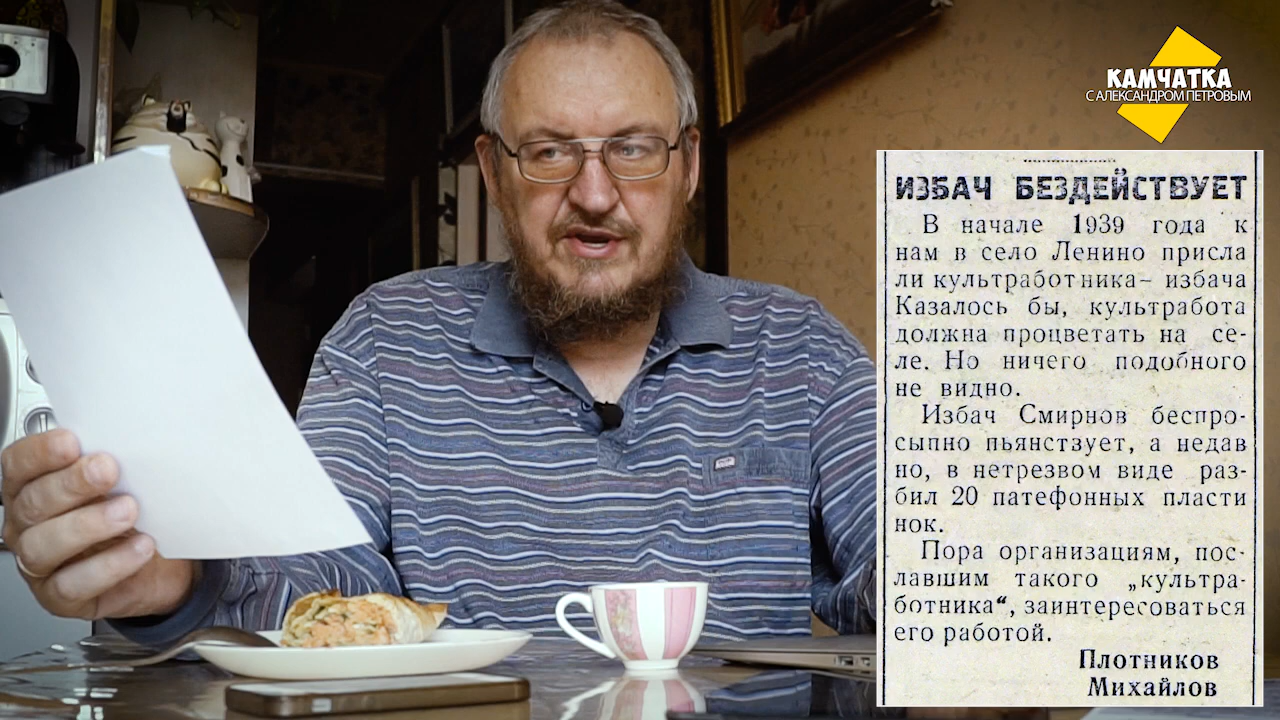 КАМЧАТКА
С АЛЕКСАНДРОМ ПЕТРОВЫМ
ИЗБАЧ БЕЗДЕЙСТВУЕТ
В начале 1939 года к
нам в село Ленино присла
ли культработника– избача
Казалось бы, культработа
должна процветать на се-
ле. Но ничего подобного
не видно.
Избач Смирнов беспро-
сыпно пьянствует, а недав
но, в нетрезвом виде раз-
бил 20 патефонных пласти
нок.
Пора организациям, пос-
лавшим такого „культра-
ботника“, заинтересоваться
его работой.
Плотников
Михайлов